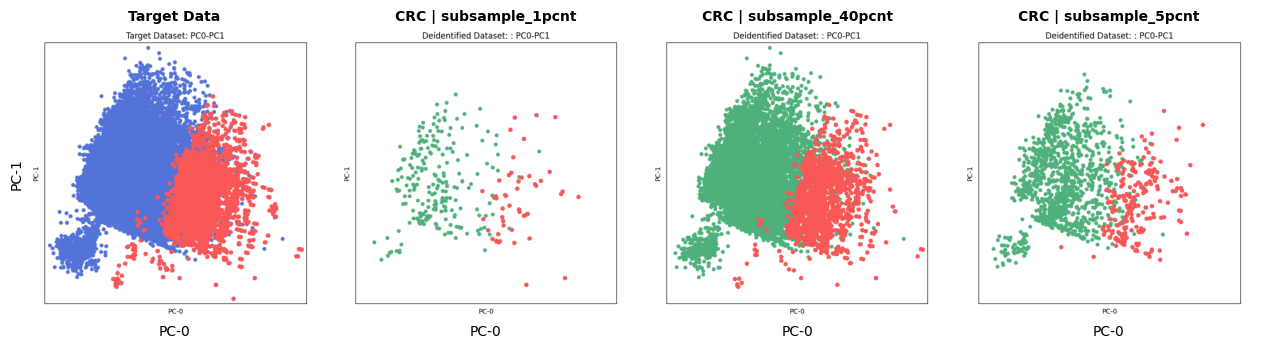 Target Data
Target Dataset: PC0-PC1
PC-1
PC-1
PC-0
PC-0
CRC | subsample_1pcnt
Deidentified Dataset: : PC0-PC1
PC-1
PC-0
PC-0
CRC | subsample_40pcnt
Deidentified Dataset: : PC0-PC1
PC-1
PC-0
PC-0
CRC | subsample_5pcnt
Deidentified Dataset: : PC0-PC1
PC-1
PC-0
PC-0